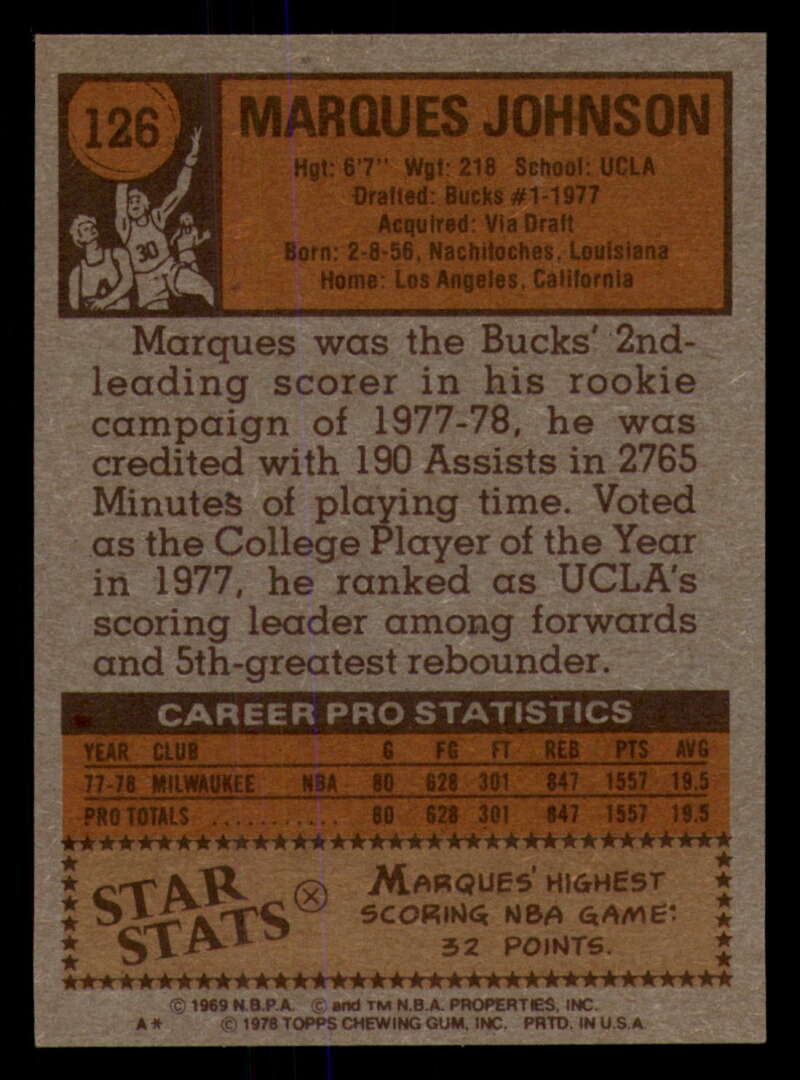 126
MARQUES JOHNSON
Hgt: 6'7" Wgt: 218 School: UCLA
Drafted: Bucks #1-1977
Acquired: Via Draft
Born: 2-8-56, Nachitoches, Louisiana
Home: Los Angeles, California
30
Marques was the Bucks' 2nd-
leading scorer in his rookie
campaign of 1977-78, he was
credited with 190 Assists in 2765
Minutes of playing time. Voted
as the College Player of the Year
in 1977, he ranked as UCLA's
scoring leader among forwards
and 5th-greatest rebounder.
CAREER PRO STATISTICS
YEAR CLUB G FG FT REB PTS AVG
77-78 MILWAUKEE NBA 80 628 301 847 1557 19.5
PRO TOTALS ........... 80 628 301 847 1557 19.5
STAR
STATS
MARQUES' HIGHEST
SCORING NBA GAME:
32 POINTS.
© 1969 N.B.P.A. © and TM N.B.A. PROPERTIES, INC.
A* © 1978 TOPPS CHEWING GUM, INC. PRTD. IN U.S.A.